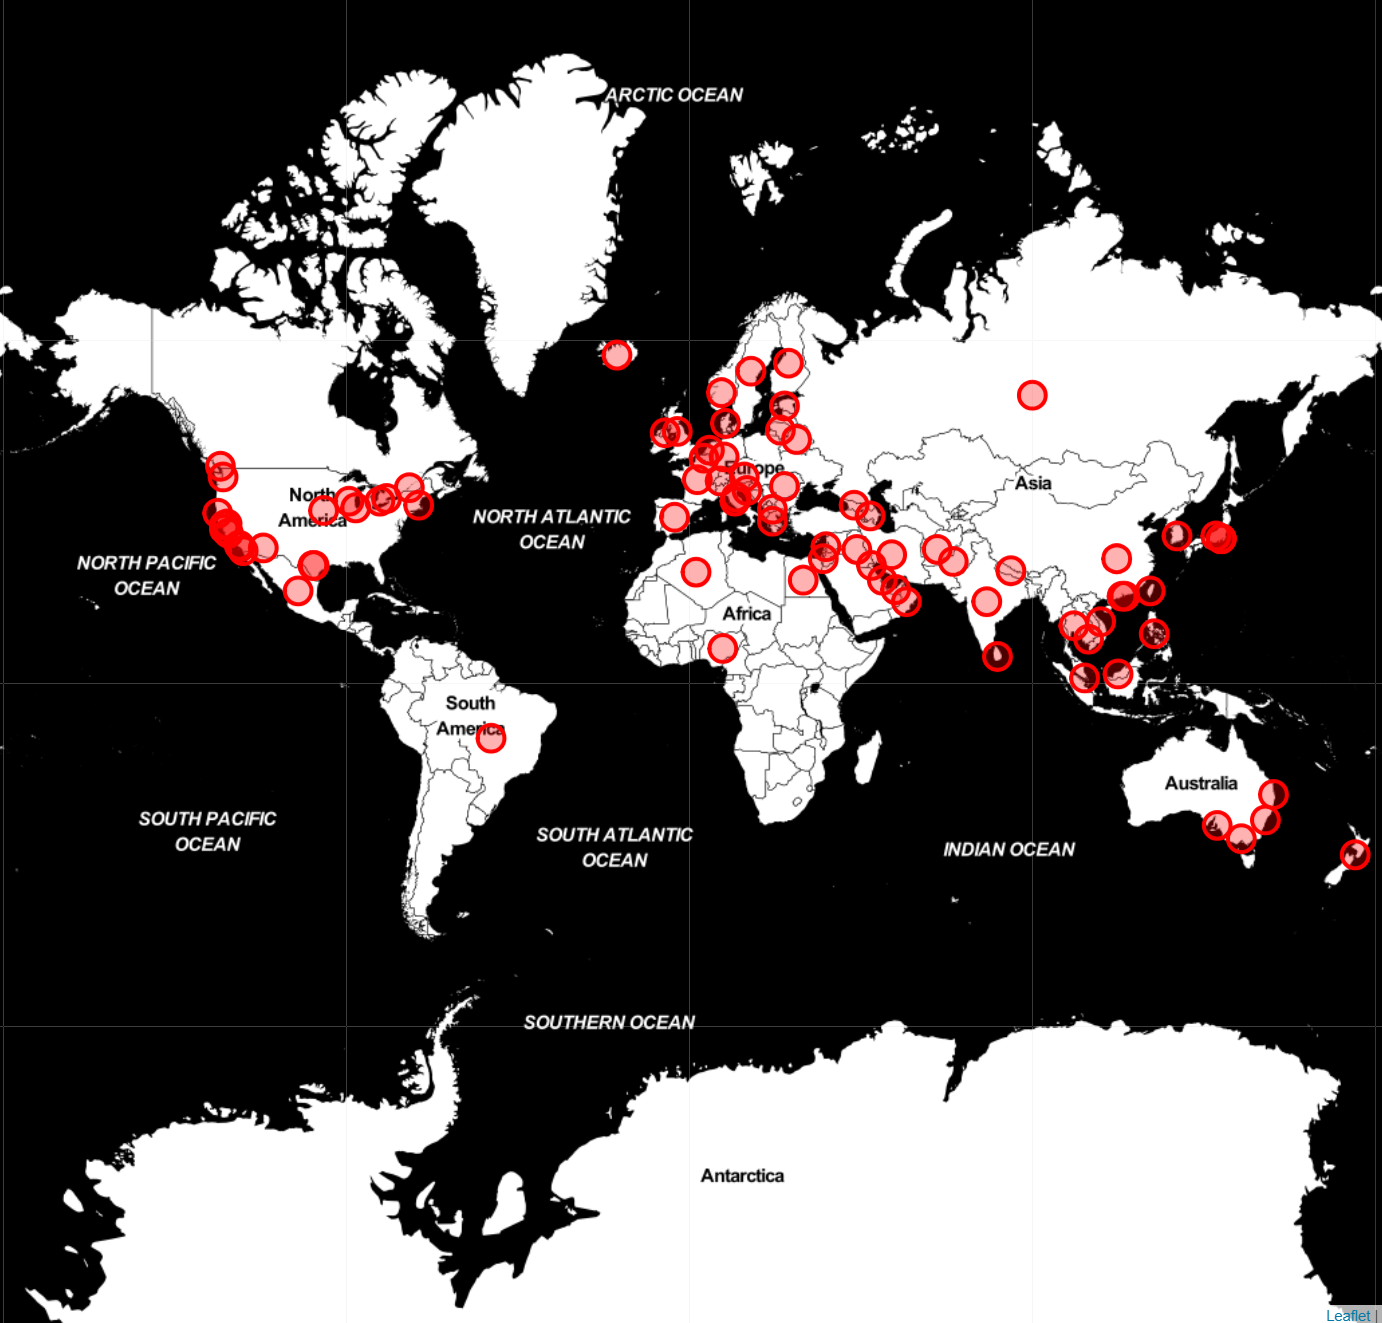 ARCTIC OCEAN
Europe
Asia
North
America
NORTH ATLANTIC
OCEAN
NORTH PACIFIC
OCEAN
Africa
South
America
Australia
SOUTH PACIFIC
OCEAN
SOUTH ATLANTIC
OCEAN
INDIAN OCEAN
SOUTHERN OCEAN
Antarctica
Leaflet |